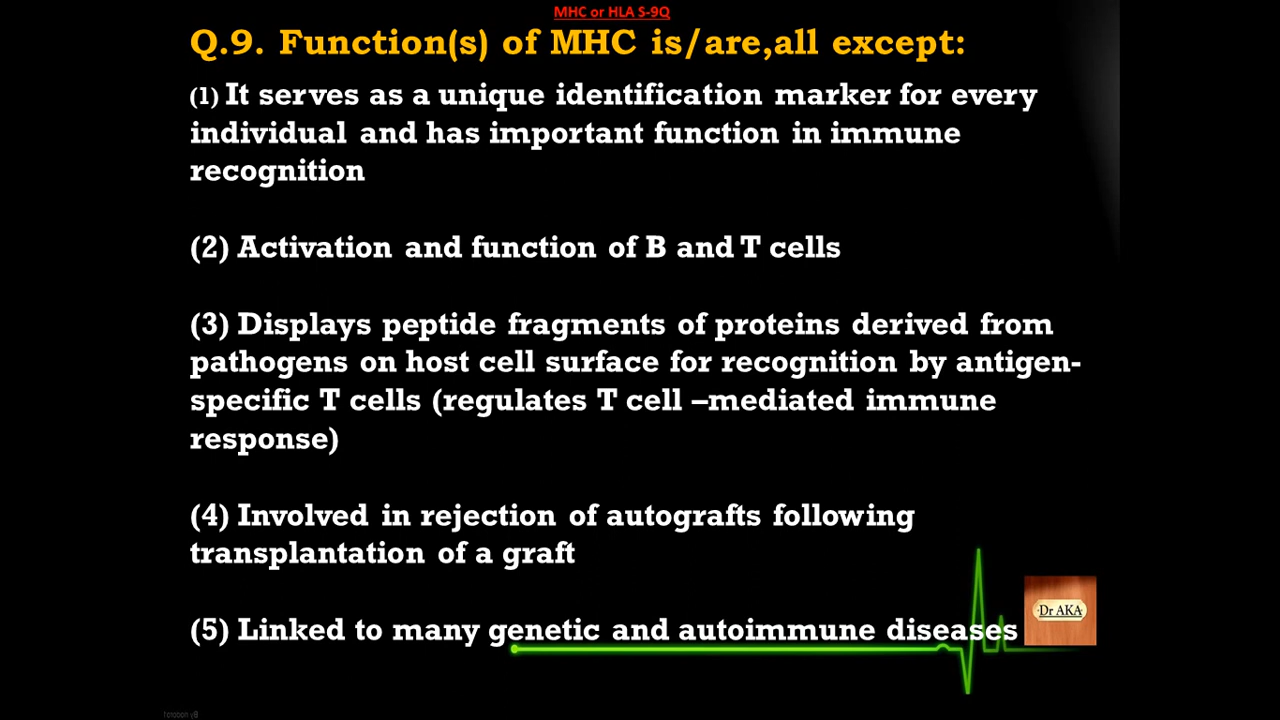 MHC or HLA S-9Q
Q.9. Function(s) of MHC is/are,all except:
(1) It serves as a unique identification marker for every
individual and has important function in immune
recognition
(2) Activation and function of B and T cells
(3) Displays peptide fragments of proteins derived from
pathogens on host cell surface for recognition by antigen-
specific T cells (regulates T cell –mediated immune
response)
(4) Involved in rejection of autografts following
transplantation of a graft
(5) Linked to many genetic and autoimmune diseases
Dr AKA